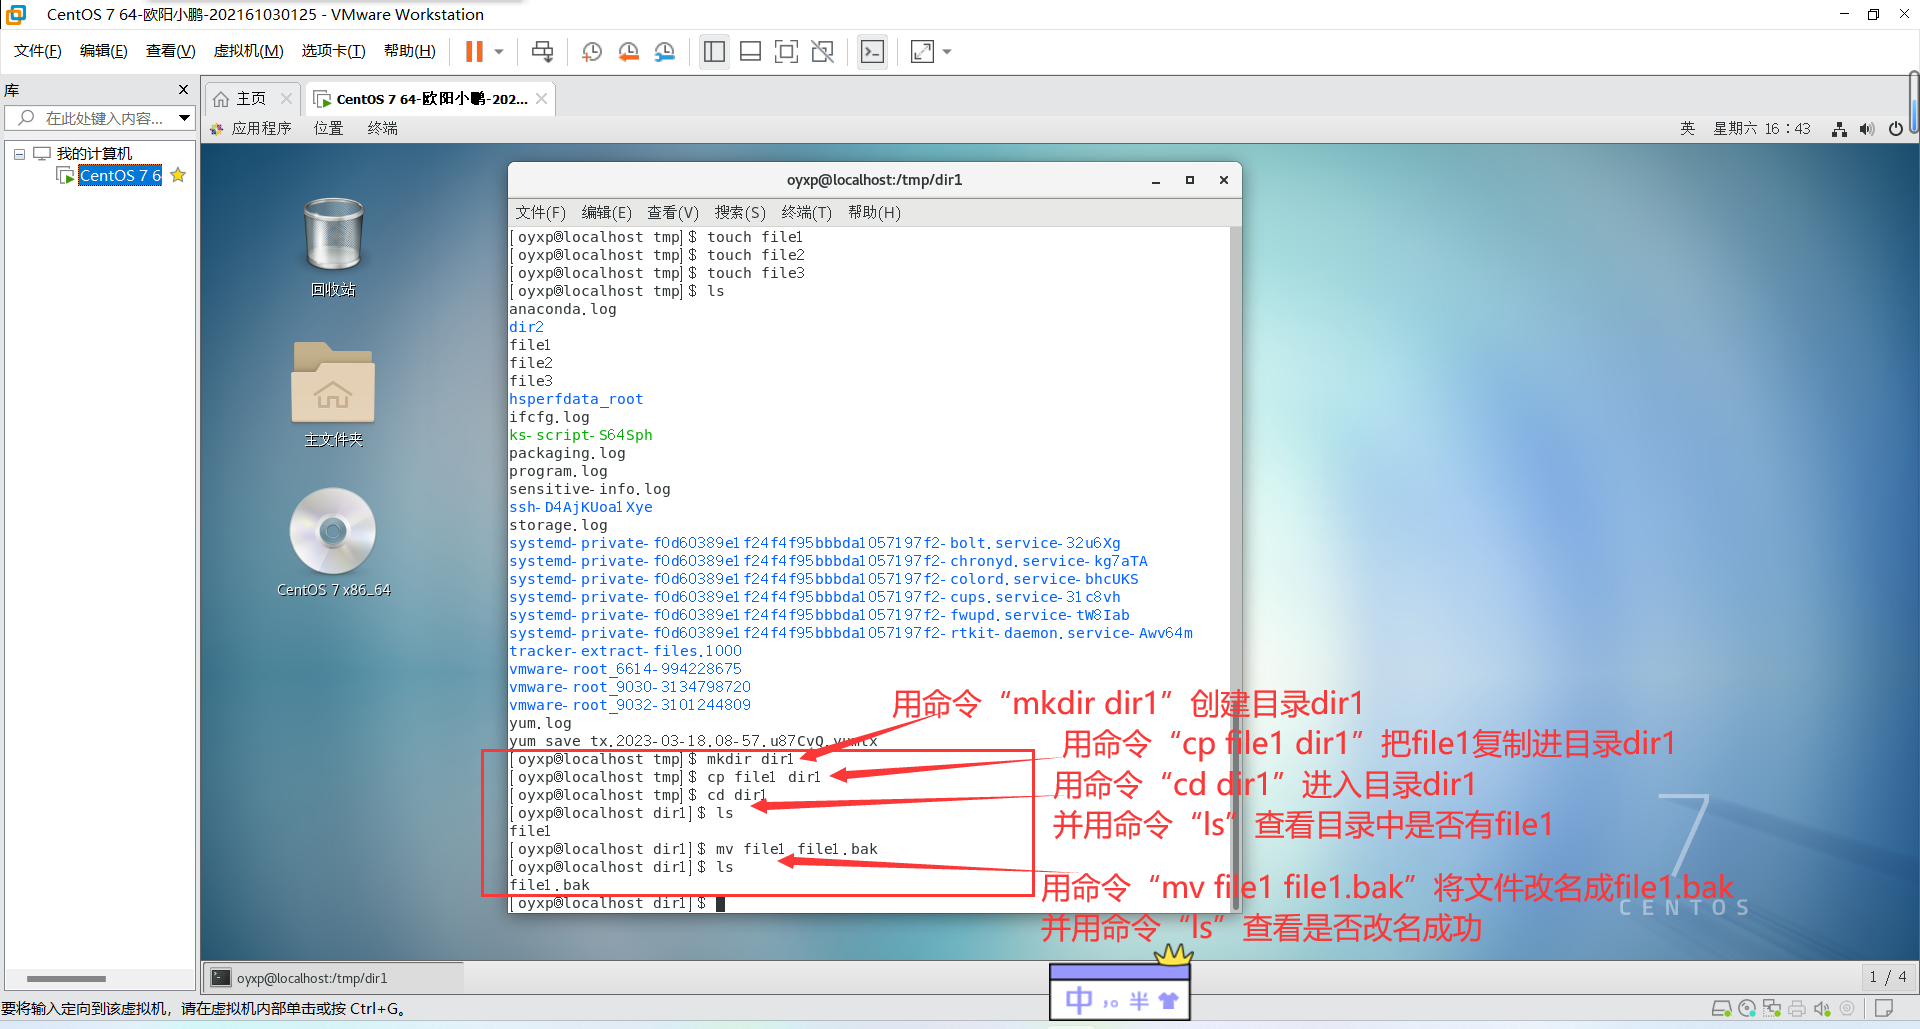 CentOS 7 64-欧阳小鹏-202161030125 - VMware Workstation
文件(F) 编辑(E) 查看(V) 虚拟机(M) 选项卡(T) 帮助(H)
库
在此处键入内容...
我的计算机
CentOS 7 6
主页
CentOS 7 64-欧阳小鹏-202...
应用程序 位置 终端
英 星期六 16：43
回收站
主文件夹
CentOS 7 x86_64
oyxp@localhost:/tmp/dir1
文件(F) 编辑(E) 查看(V) 搜索(S) 终端(T) 帮助(H)
[oyxp@localhost tmp]$ touch file1
[oyxp@localhost tmp]$ touch file2
[oyxp@localhost tmp]$ touch file3
[oyxp@localhost tmp]$ ls
anaconda.log
dir2
file1
file2
file3
hsperfdata_root
ifcfg.log
ks-script-S64Sph
packaging.log
program.log
sensitive-info.log
ssh-D4AjKUoa1Xye
storage.log
systemd-private-f0d60389e1f24f4f95bbbda1057197f2-bolt.service-32u6Xg
systemd-private-f0d60389e1f24f4f95bbbda1057197f2-chronyd.service-kg7aTA
systemd-private-f0d60389e1f24f4f95bbbda1057197f2-colord.service-bhcUKS
systemd-private-f0d60389e1f24f4f95bbbda1057197f2-cups.service-31c8vh
systemd-private-f0d60389e1f24f4f95bbbda1057197f2-fwupd.service-tW8Iab
systemd-private-f0d60389e1f24f4f95bbbda1057197f2-rtkit-daemon.service-Awv64m
tracker-extract-files.1000
vmware-root_6614-994228675
vmware-root_9030-3134798720
vmware-root_9032-3101244809
yum.log
yum_save_tx.2023-03-18.08-57.u87CvQ.yumtx
[oyxp@localhost tmp]$ mkdir dir1
[oyxp@localhost tmp]$ cp file1 dir1
[oyxp@localhost tmp]$ cd dir1
[oyxp@localhost dir1]$ ls
file1
[oyxp@localhost dir1]$ mv file1 file1.bak
[oyxp@localhost dir1]$ ls
file1.bak
[oyxp@localhost dir1]$
用命令“mkdir dir1”创建目录dir1
用命令“cp file1 dir1”把file1复制进目录dir1
用命令“cd dir1”进入目录dir1
并用命令“ls”查看目录中是否有file1
用命令“mv file1 file1.bak”将文件改名成file1.bak
并用命令“ls”查看是否改名成功
7
CENTOS
oyxp@localhost:/tmp/dir1
1 / 4
中 ,。半
要将输入定向到该虚拟机，请在虚拟机内部单击或按 Ctrl+G。